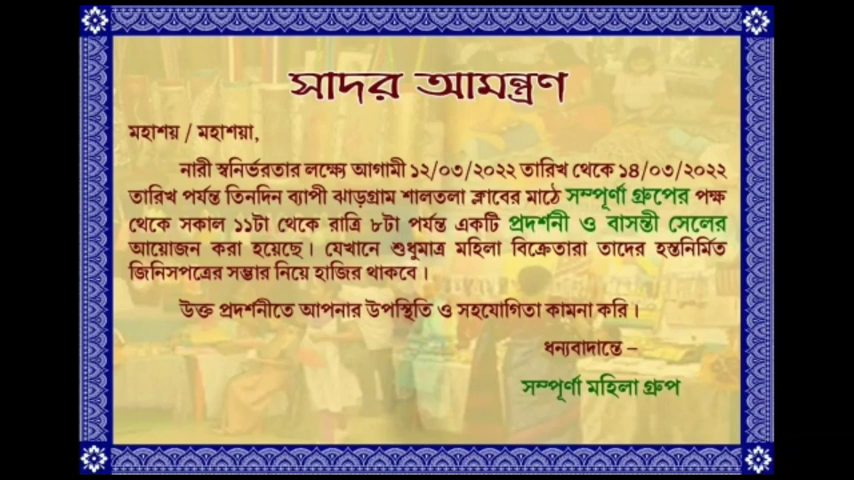 সাদর আমন্ত্রণ
মহাশয় / মহাশয়া,
নারী স্বনির্ভরতার লক্ষ্যে আগামী ১২/০৩/২০২২ তারিখ থেকে ১৪/০৩/২০২২
তারিখ পর্যন্ত তিনদিন ব্যাপী ঝাড়গ্রাম শালতলা ক্লাবের মাঠে সম্পূর্ণা গ্রুপের পক্ষ
থেকে সকাল ১১টা থেকে রাত্রি ৮টা পর্যন্ত একটি প্রদর্শনী ও বাসন্তী সেলের
আয়োজন করা হয়েছে। যেখানে শুধুমাত্র মহিলা বিক্রেতারা তাদের হস্তনির্মিত
জিনিসপত্রের সম্ভার নিয়ে হাজির থাকবে।
উক্ত প্রদর্শনীতে আপনার উপস্থিতি ও সহযোগিতা কামনা করি।
ধন্যবাদান্তে –
সম্পূর্ণা মহিলা গ্রুপ